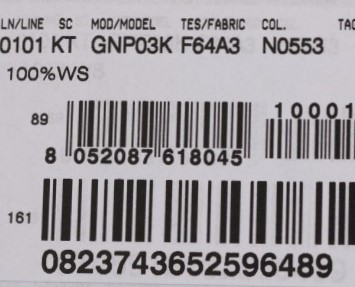 LN/LINE SC MOD/MODEL TES/FABRIC COL. TAG
0101 KT GNP03K F64A3 N0553
100%WS
89 10001
8 052087 618045
161
0823743652596489